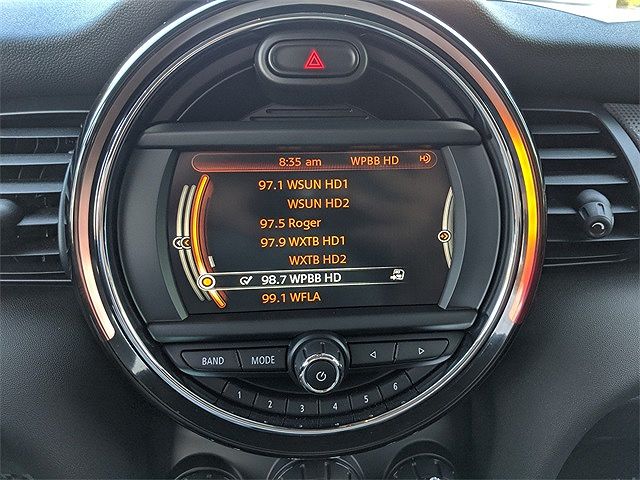 8:35 am WPBB HD
97.1 WSUN HD1
WSUN HD2
97.5 Roger
97.9 WXTB HD1
WXTB HD2
98.7 WPBB HD
99.1 WFLA
BAND MODE
1 2 3 4 5 6